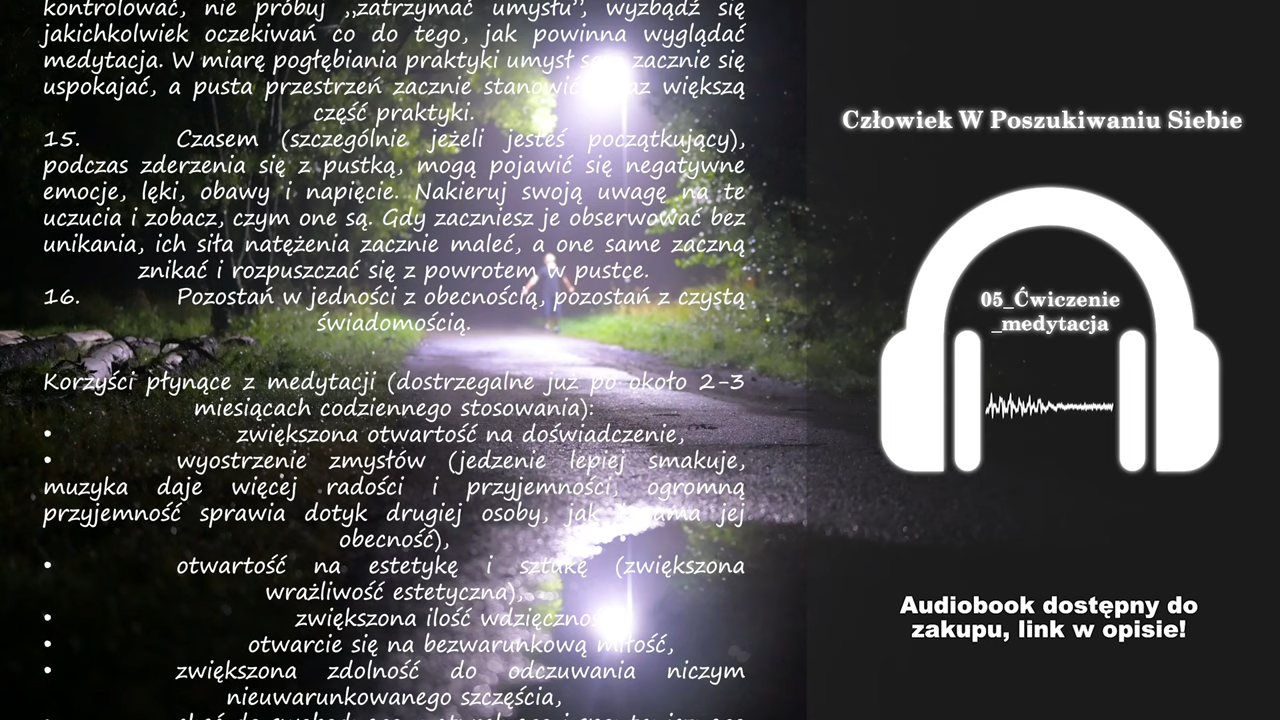 kontrolować, nie próbuj „zatrzymać umysłu”, wyzbądź się
jakichkolwiek oczekiwań co do tego, jak powinna wyglądać
medytacja. W miarę pogłębiania praktyki umysł sam zacznie się
uspokajać, a pusta przestrzeń zacznie stanowić coraz większą
część praktyki.
15. Czasem (szczególnie jeżeli jesteś początkujący),
podczas zderzenia się z pustką, mogą pojawić się negatywne
emocje, lęki, obawy i napięcie. Nakieruj swoją uwagę na te
uczucia i zobacz, czym one są. Gdy zaczniesz je obserwować bez
unikania, ich siła natężenia zacznie maleć, a one same zaczną
znikać i rozpuszczać się z powrotem w pustce.
16. Pozostań w jedności z obecnością, pozostań z czystą
świadomością.
Korzyści płynące z medytacji (dostrzegalne już po około 2-3
miesiącach codziennego stosowania):
• zwiększona otwartość na doświadczenie,
• wyostrzenie zmysłów (jedzenie lepiej smakuje,
muzyka daje więcej radości i przyjemności, ogromną
przyjemność sprawia dotyk drugiej osoby, jak i sama jej
obecność),
• otwartość na estetykę i sztukę (zwiększona
wrażliwość estetyczna),
• zwiększona ilość wdzięczności
• otwarcie się na bezwarunkową miłość,
• zwiększona zdolność do odczuwania niczym
nieuwarunkowanego szczęścia,
Człowiek W Poszukiwaniu Siebie
05_Ćwiczenie
_medytacja
Audiobook dostępny do
zakupu, link w opisie!